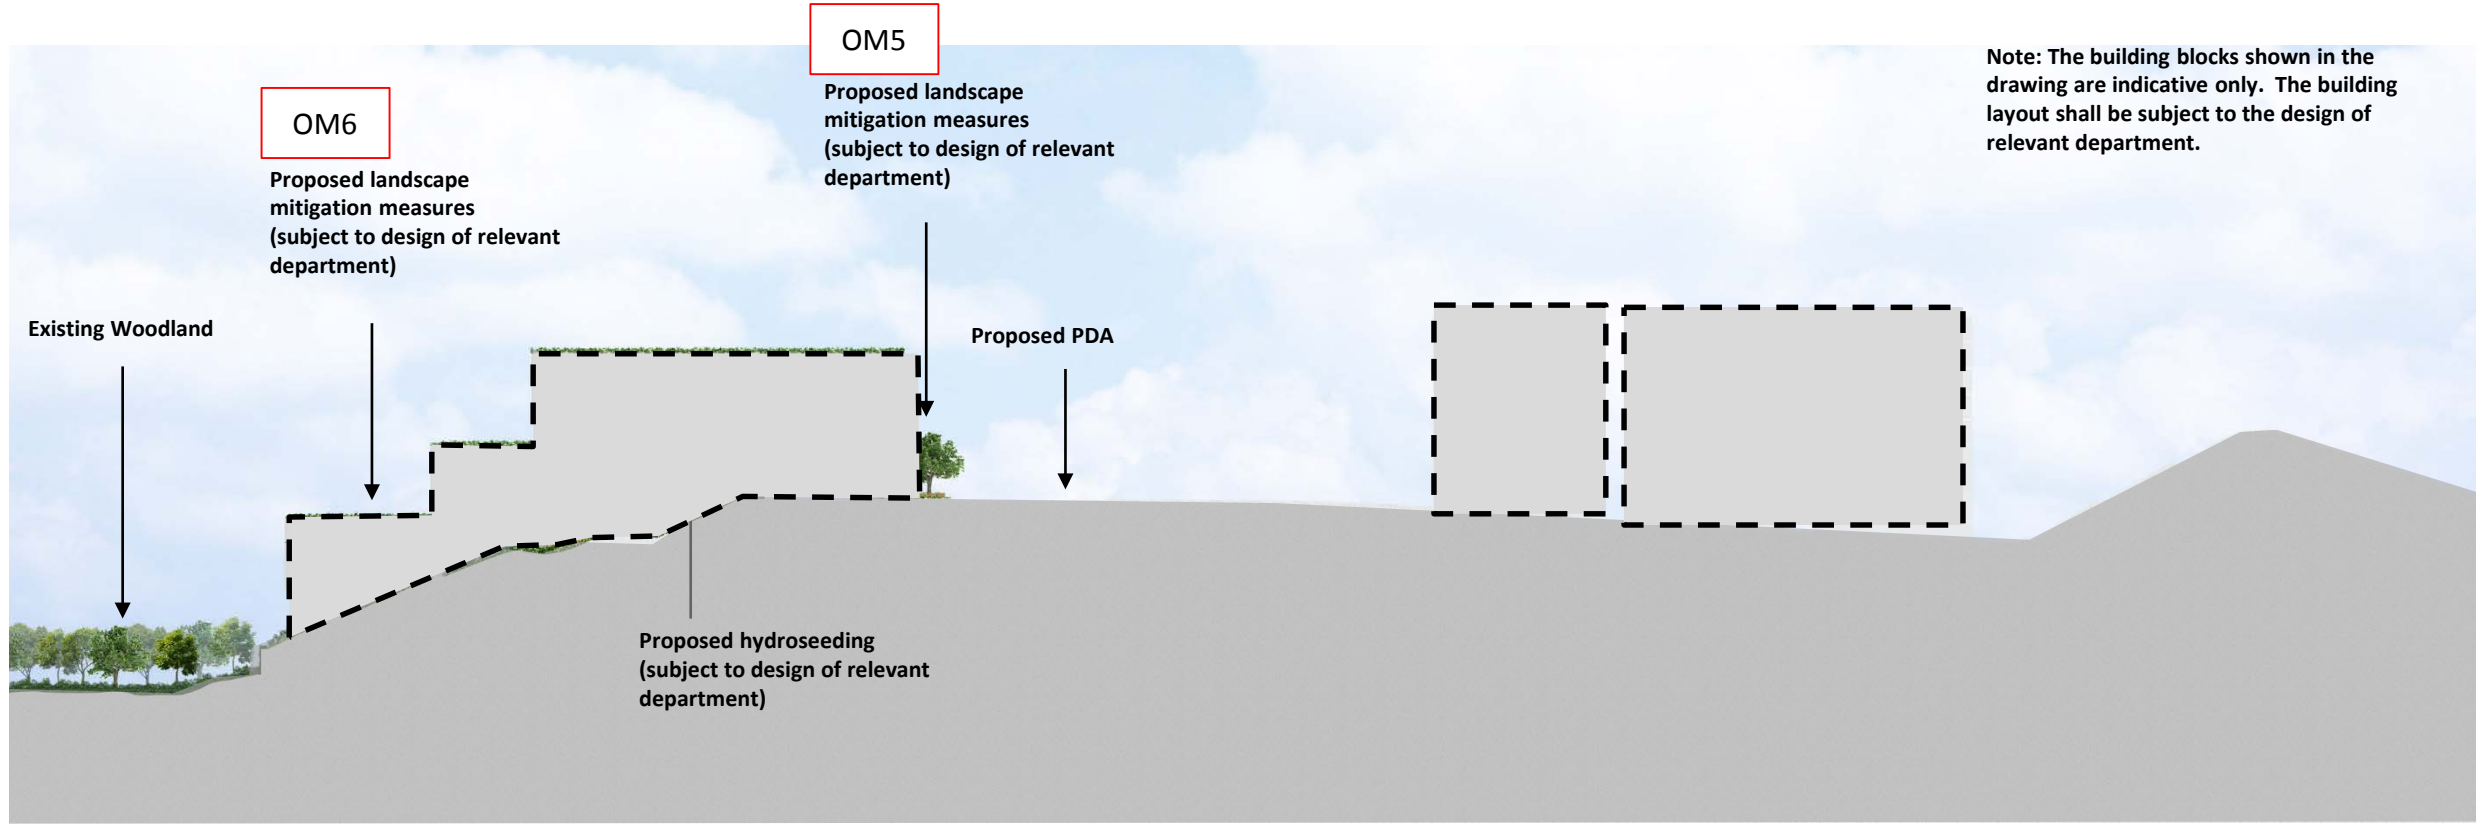 OM5
Proposed landscape
mitigation measures
(subject to design of relevant
department)
Note: The building blocks shown in the
drawing are indicative only.  The building
layout shall be subject to the design of
relevant department.
OM6
Proposed landscape
mitigation measures
(subject to design of relevant
department)
Existing Woodland
Proposed PDA
Proposed hydroseeding
(subject to design of relevant
department)